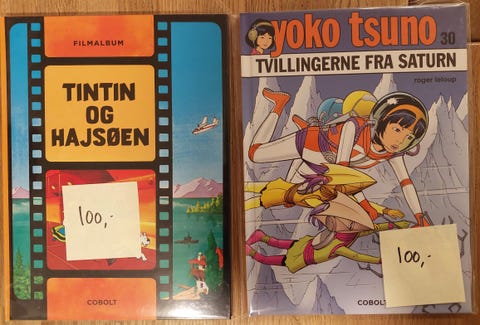 FILMALBUM
TINTIN
OG
HAJSØEN
100,-
COBOLT
yoko tsuno 30
TVILLINGERNE FRA SATURN
roger leloup
100,-
COBOLT